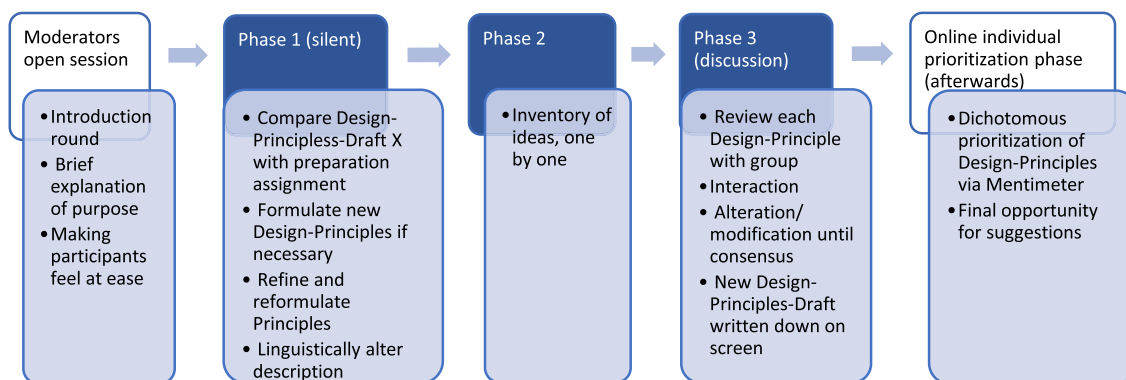 Moderators
open session
•Introduction
round
• Brief
explanation
of purpose
•Making
participants
feel at ease
Phase 1 (silent)
• Compare Design-
Principless-Draft X
with preparation
assignment
• Formulate new
Design-Principles if
necessary
• Refine and
reformulate
Principles
• Linguistically alter
description
Phase 2
•Inventory of
ideas, one
by one
Phase 3
(discussion)
• Review each
Design-Principle
with group
•Interaction
• Alteration/
modification until
consensus
• New Design-
Principles-Draft
written down on
screen
Online individual
prioritization phase
(afterwards)
•Dichotomous
prioritization of
Design-Principles
via Mentimeter
•Final opportunity
for suggestions